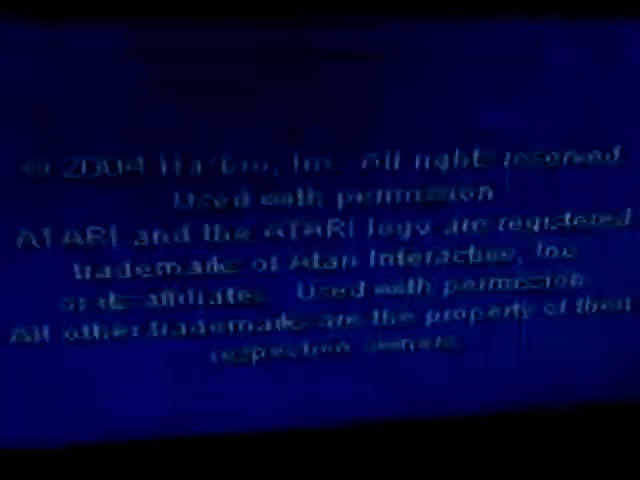 © 2004 Hasbro, Inc. All rights reserved.
Used with permission
ATARI and the ATARI logo are registered
trademarks of Atari Interactive, Inc
or its affiliates. Used with permission.
All other trademarks are the property of their
respective owners.